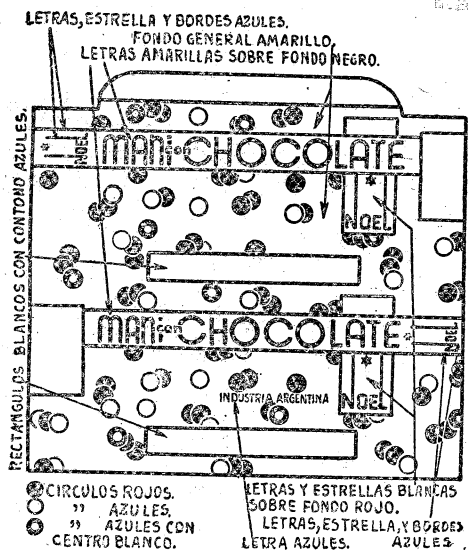 LETRAS, ESTRELLA Y BORDES AZULES.
FONDO GENERAL AMARILLO,
LETRAS AMARILLAS SOBRE FONDO NEGRO.
RECTANGULOS BLANCOS CON CONTONO AZULES.
NOEL
MANi con CHOCOLATE
NOEL
MANi con CHOCOLATE
NOEL
INDUSTRIA ARGENTINA
NOEL
CIRCULOS ROJOS.
" AZULES.
" AZULES CON
CENTRO BLANCO.
LETRAS Y ESTRELLAS BLANCAS
SOBRE FONDO ROJO.
LETRAS, ESTRELLA, Y BORDES
AZULES
LETRA AZULES.